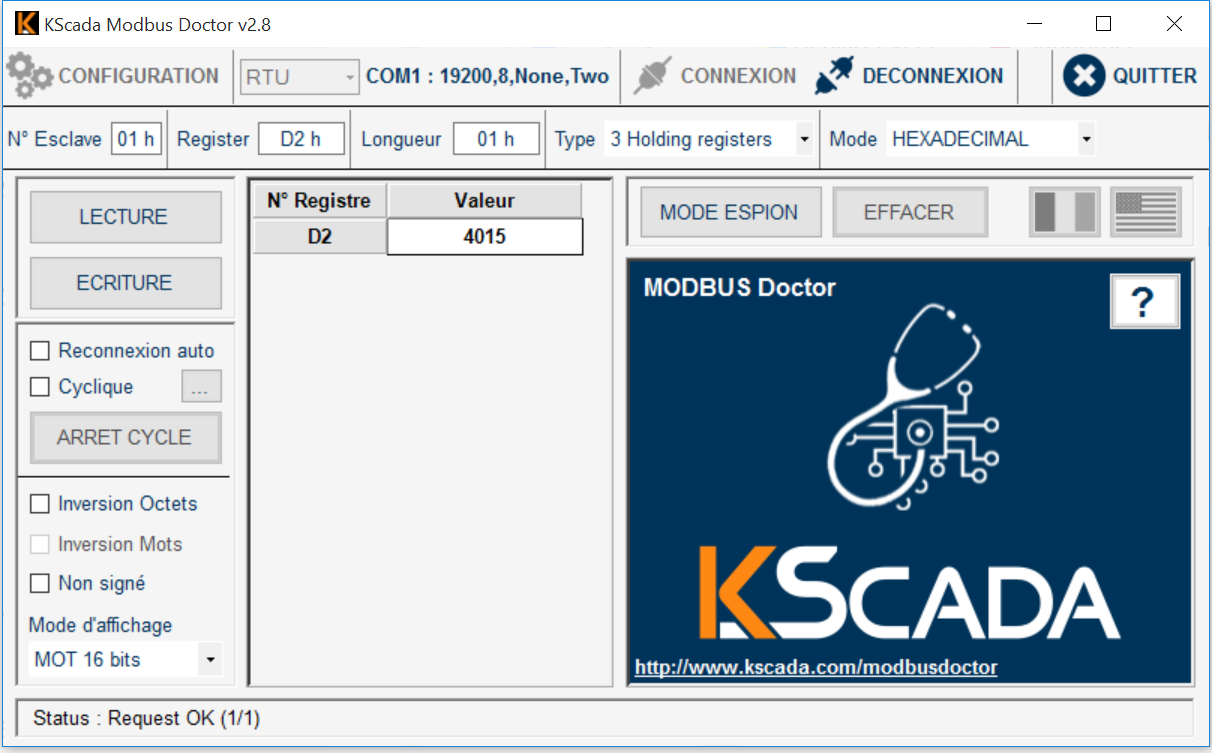 KScada Modbus Doctor v2.8
CONFIGURATION RTU COM1 : 19200,8,None,Two CONNEXION DECONNEXION QUITTER
N° Esclave 01 h Register D2 h Longueur 01 h Type 3 Holding registers Mode HEXADECIMAL
LECTURE
ECRITURE
Reconnexion auto
Cyclique ...
ARRET CYCLE
Inversion Octets
Inversion Mots
Non signé
Mode d'affichage
MOT 16 bits
N° Registre Valeur
D2 4015
MODE ESPION EFFACER
MODBUS Doctor ?
KSCADA
http://www.kscada.com/modbusdoctor
Status : Request OK (1/1)